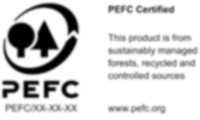 PEFC Certified
This product is from
sustainably managed
forests, recycled and
controlled sources
PEFC
PEFC/XX-XX-XX
www.pefc.org